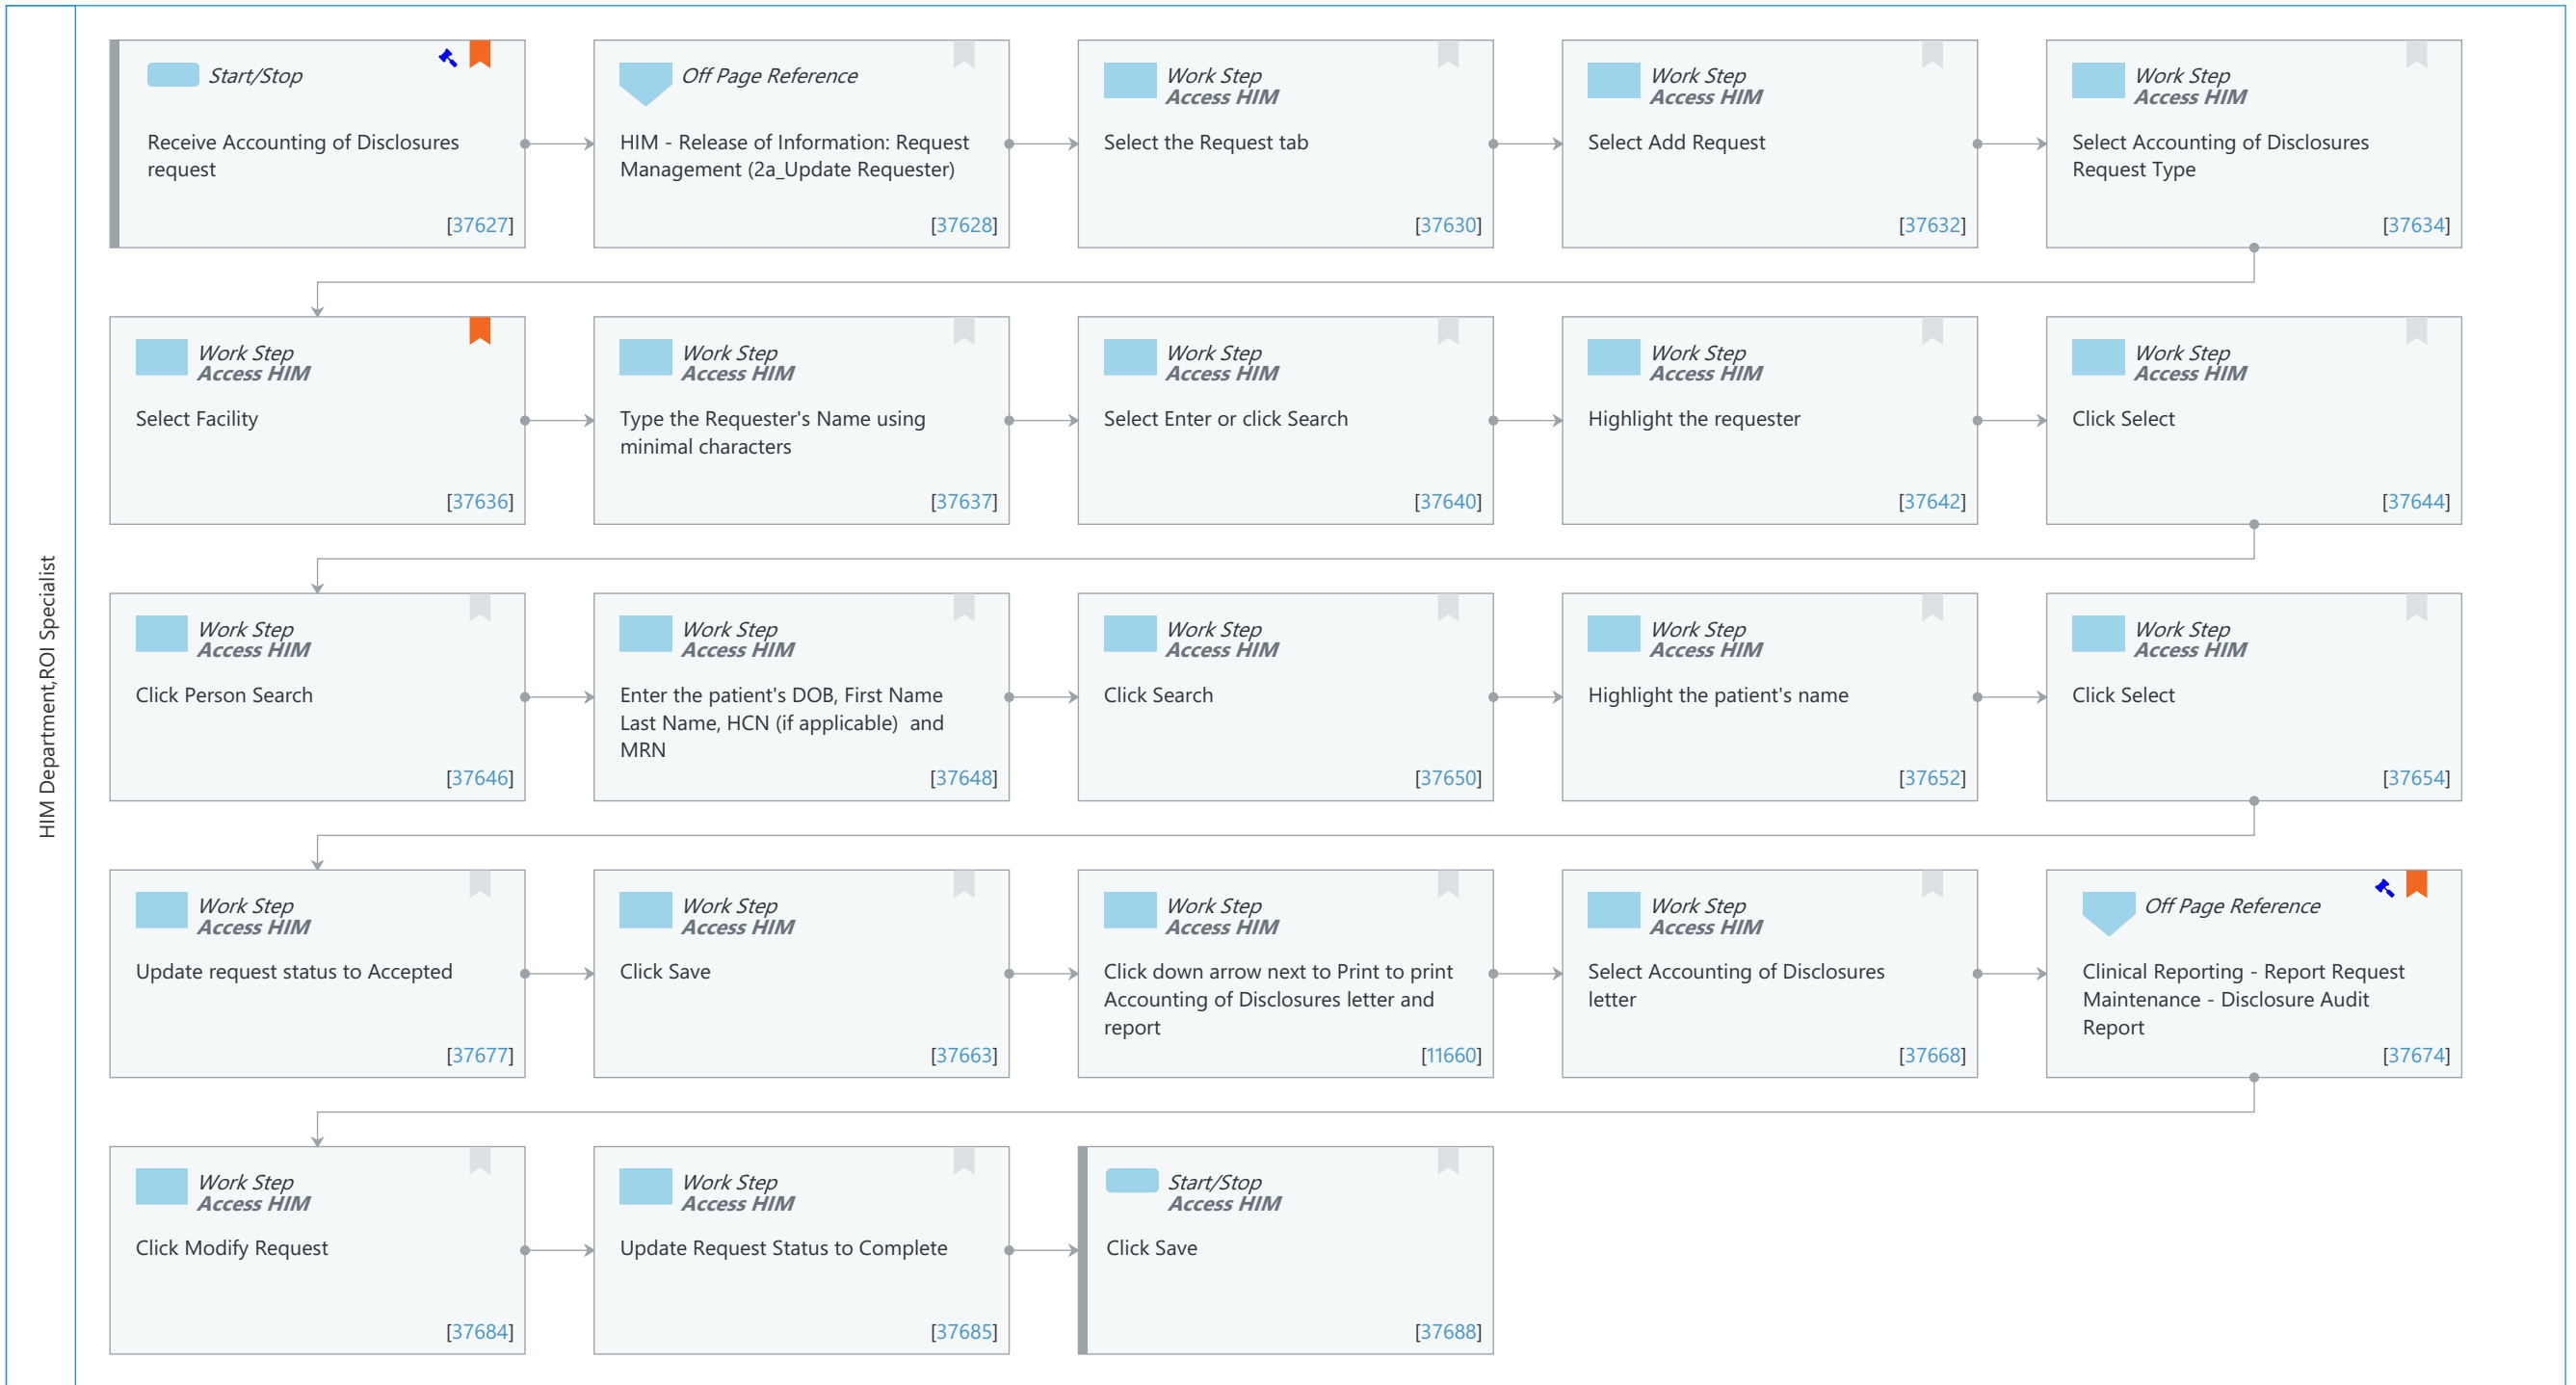 HIM Department,ROI Specialist
Start/Stop
Receive Accounting of Disclosures
request
[37627]
Off Page Reference
HIM - Release of Information: Request
Management (2a_Update Requester)
[37628]
Work Step
Access HIM
Select the Request tab
[37630]
Work Step
Access HIM
Select Add Request
[37632]
Work Step
Access HIM
Select Accounting of Disclosures
Request Type
[37634]
Work Step
Access HIM
Select Facility
[37636]
Work Step
Access HIM
Type the Requester's Name using
minimal characters
[37637]
Work Step
Access HIM
Select Enter or click Search
[37640]
Work Step
Access HIM
Highlight the requester
[37642]
Work Step
Access HIM
Click Select
[37644]
Work Step
Access HIM
Click Person Search
[37646]
Work Step
Access HIM
Enter the patient's DOB, First Name
Last Name, HCN (if applicable)  and
MRN
[37648]
Work Step
Access HIM
Click Search
[37650]
Work Step
Access HIM
Highlight the patient's name
[37652]
Work Step
Access HIM
Click Select
[37654]
Work Step
Access HIM
Update request status to Accepted
[37677]
Work Step
Access HIM
Click Save
[37663]
Work Step
Access HIM
Click down arrow next to Print to print
Accounting of Disclosures letter and
report
[11660]
Work Step
Access HIM
Select Accounting of Disclosures
letter
[37668]
Off Page Reference
Clinical Reporting - Report Request
Maintenance - Disclosure Audit
Report
[37674]
Work Step
Access HIM
Click Modify Request
[37684]
Work Step
Access HIM
Update Request Status to Complete
[37685]
Start/Stop
Access HIM
Click Save
[37688]